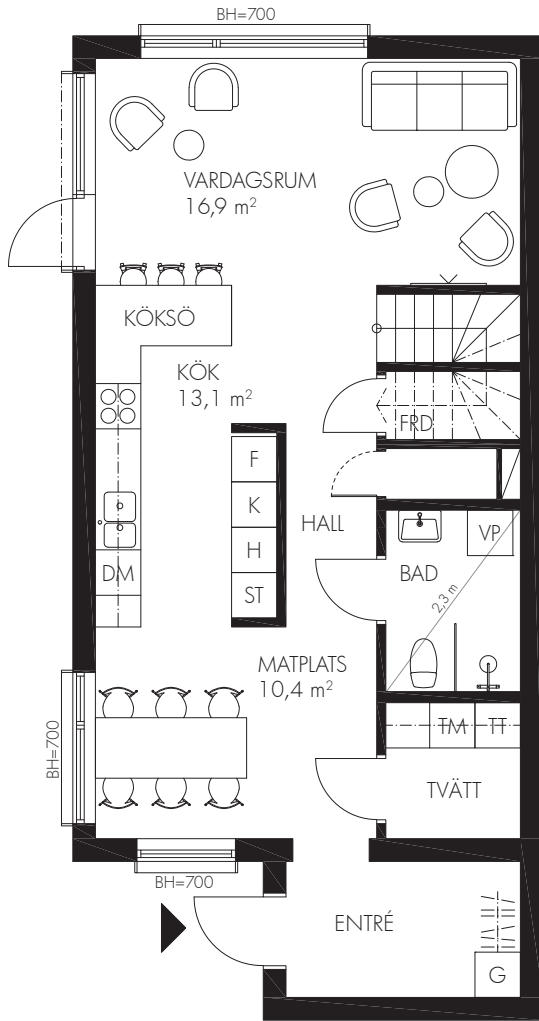 BH=700
VARDAGSRUM
16,9 m²
KÖKSÖ
KÖK
13,1 m²
FRD
F
K
HALL
H
VP
DM
BAD
ST
2,3 m
MATPLATS
10,4 m²
BH=700
TM
TT
TVÄTT
BH=700
ENTRÉ
G